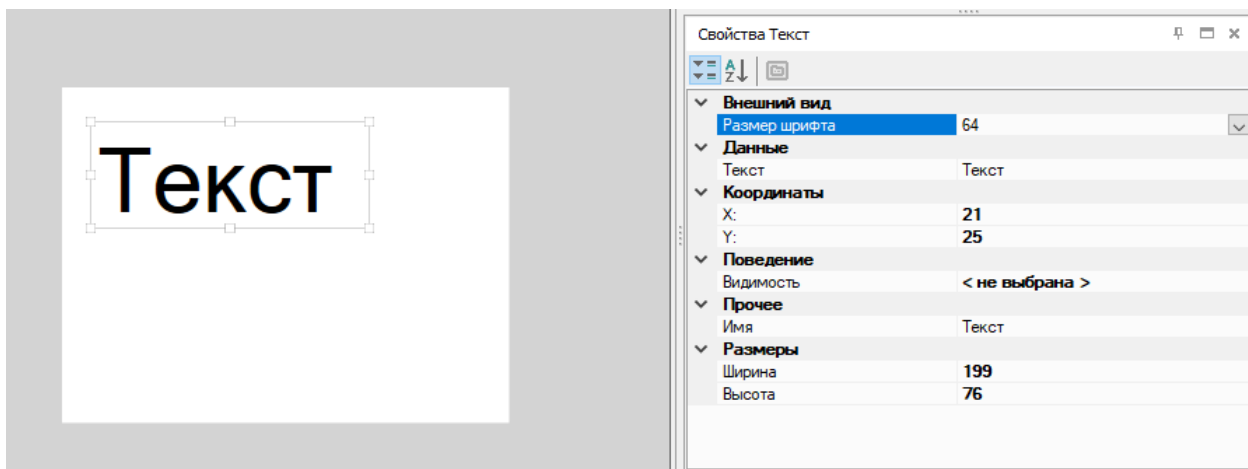 Текст
Свойства Текст
Внешний вид
Размер шрифта 64
Данные
Текст Текст
Координаты
X: 21
Y: 25
Поведение
Видимость < не выбрана >
Прочее
Имя Текст
Размеры
Ширина 199
Высота 76